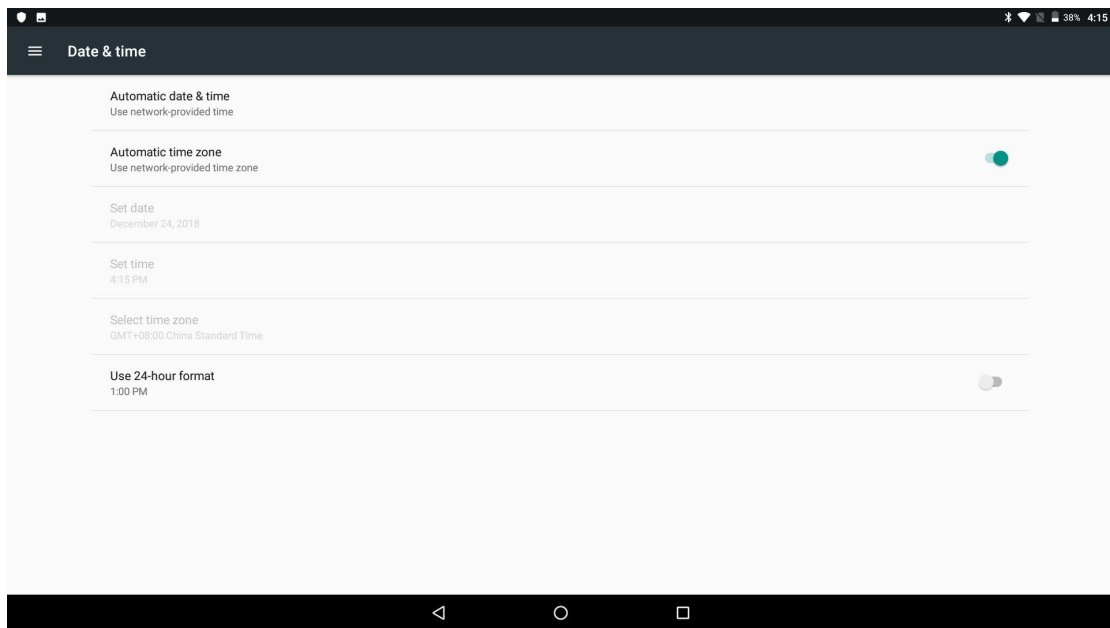 38% 4:15
Date & time
Automatic date & time
Use network-provided time
Automatic time zone
Use network-provided time zone
Set date
December 24, 2018
Set time
4:15 PM
Select time zone
GMT+08:00 China Standard Time
Use 24-hour format
1:00 PM